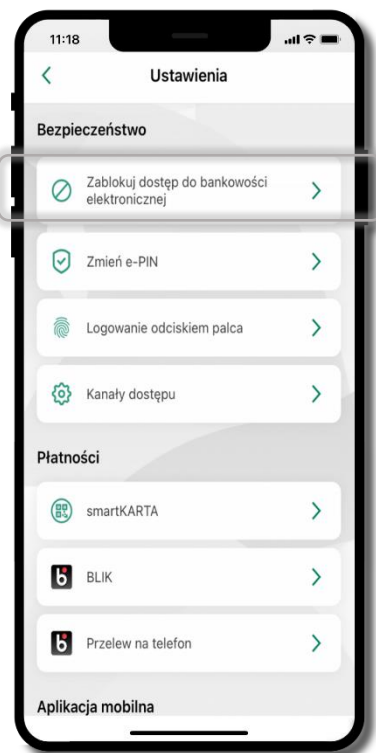 11:18
Ustawienia
Bezpieczeństwo
Zablokuj dostęp do bankowości
elektronicznej
Zmień e-PIN
Logowanie odciskiem palca
Kanały dostępu
Płatności
smartKARTA
BLIK
Przelew na telefon
Aplikacja mobilna